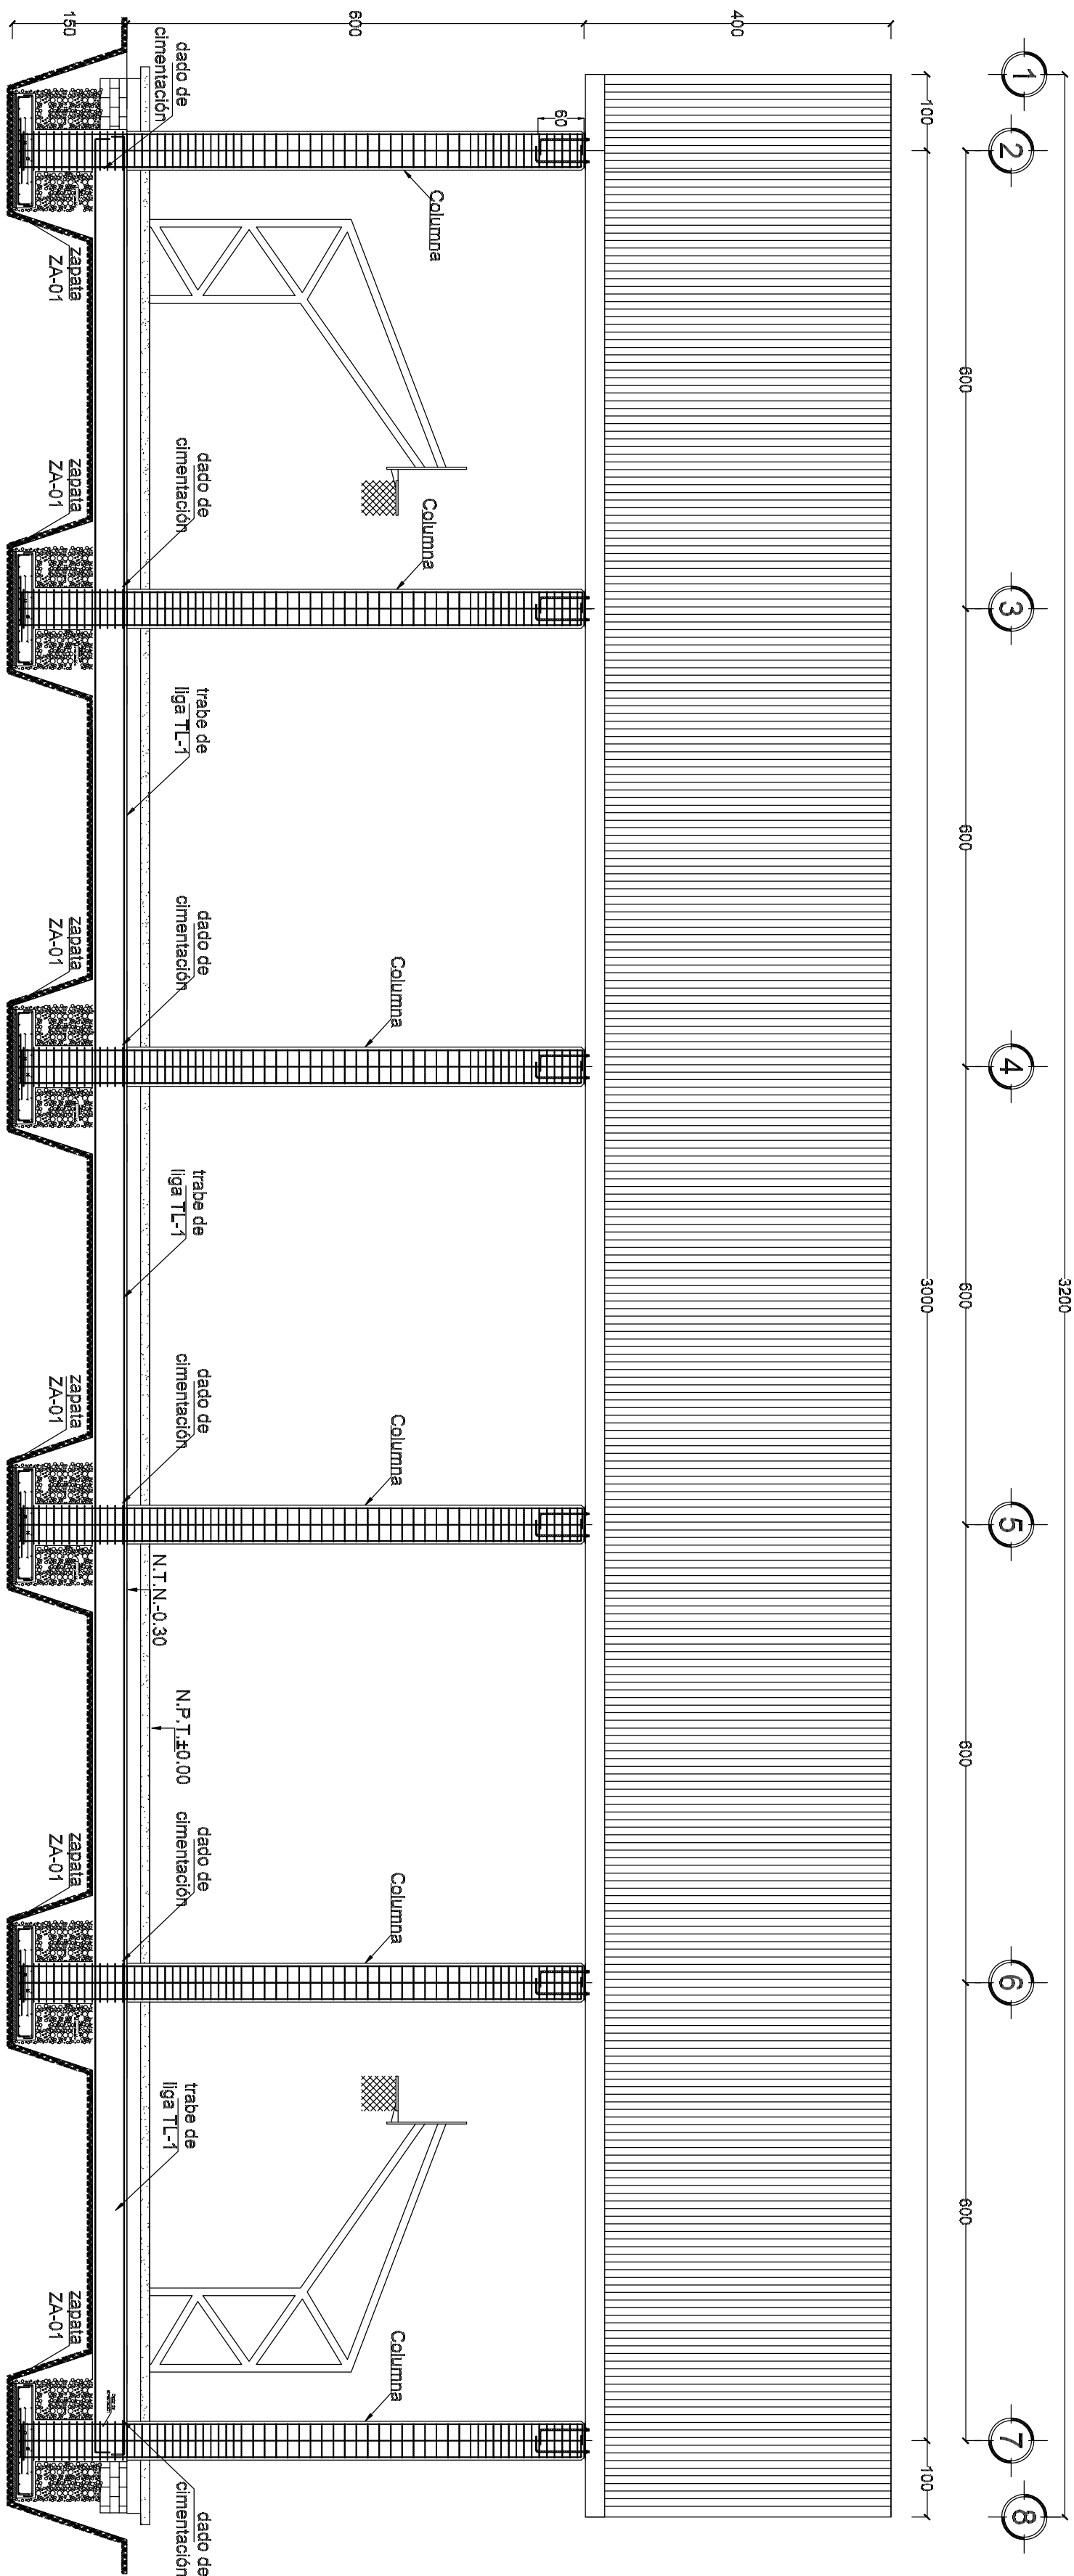 1
2
3
4
5
6
7
8
3200
100
3000
100
600
600
600
600
600
400
600
150
60
Columna
Columna
Columna
Columna
Columna
Columna
dado de
cimentación
dado de
cimentación
trabe de
liga TL-1
dado de
cimentación
trabe de
liga TL-1
dado de
cimentación
N.T.N.-0.30
N.P.T.±0.00
dado de
cimentación
trabe de
liga TL-1
dado de
cimentación
zapata
ZA-01
zapata
ZA-01
zapata
ZA-01
zapata
ZA-01
zapata
ZA-01
zapata
ZA-01